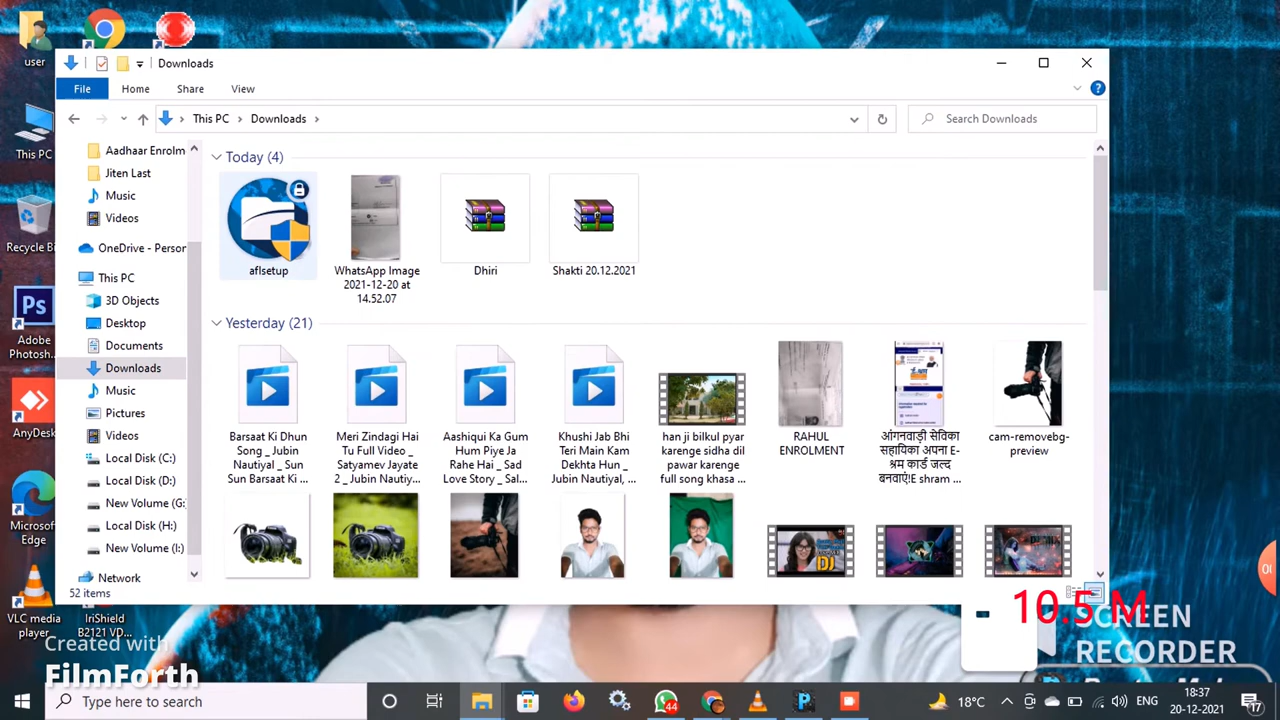 user
Downloads
File
Home
Share
View
This PC
Downloads
Search Downloads
This PC
Recycle Bi
Adobe
Photosh...
AnyDesk
Microsof
Edge
VLC media
player
IriShield
B2121 VD...
Aadhaar Enrolm
Jiten Last
Music
Videos
OneDrive - Person
This PC
3D Objects
Desktop
Documents
Downloads
Music
Pictures
Videos
Local Disk (C:)
Local Disk (D:)
New Volume (G:
Local Disk (H:)
New Volume (I:)
Network
52 items
Today (4)
aflsetup
WhatsApp Image
2021-12-20 at
14.52.07
Dhiri
Shakti 20.12.2021
Yesterday (21)
Barsaat Ki Dhun
Song _ Jubin
Nautiyal _ Sun
Sun Barsaat Ki ...
Meri Zindagi Hai
Tu Full Video _
Satyamev Jayate
2 _ Jubin Nautiy...
Aashiqui Ka Gum
Hum Piye Ja
Rahe Hai _ Sad
Love Story _ Sal...
Khushi Jab Bhi
Teri Main Kam
Dekhta Hun _
Jubin Nautiyal, ...
han ji bilkul pyar
karenge sidha dil
pawar karenge
full song khasa ...
RAHUL
ENROLMENT
आंगनवाड़ी सेविका
सहायिका अपना E-
श्रम कार्ड जल्द
बनवाएं!E shram ...
cam-removebg-
preview
DJ
Ps
10.5 M
SCREEN
RECORDER
Created with
FilmForth
Type here to search
44
18°C
ENG
18:37
20-12-2021
17